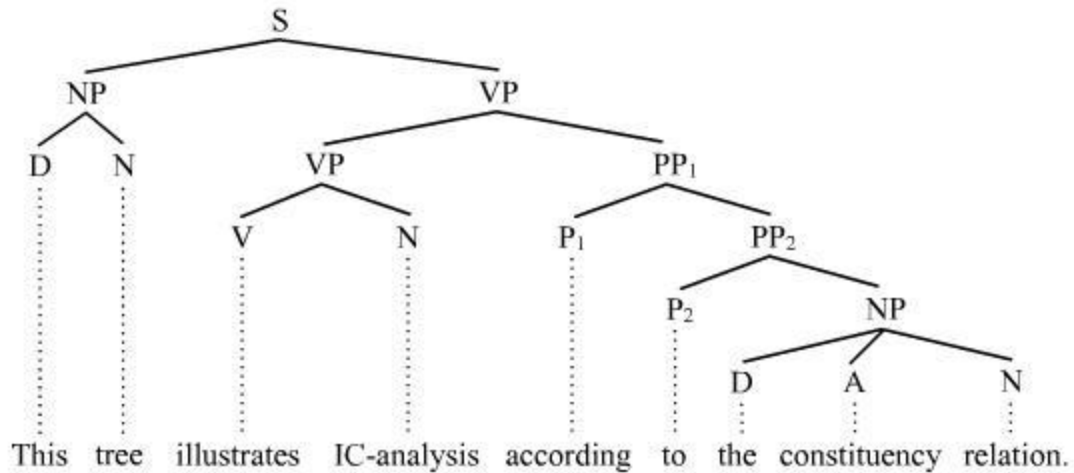 S
NP VP
D N VP PP₁
V N P₁ PP₂
P₂ NP
D A N
This tree illustrates IC-analysis according to the constituency relation.